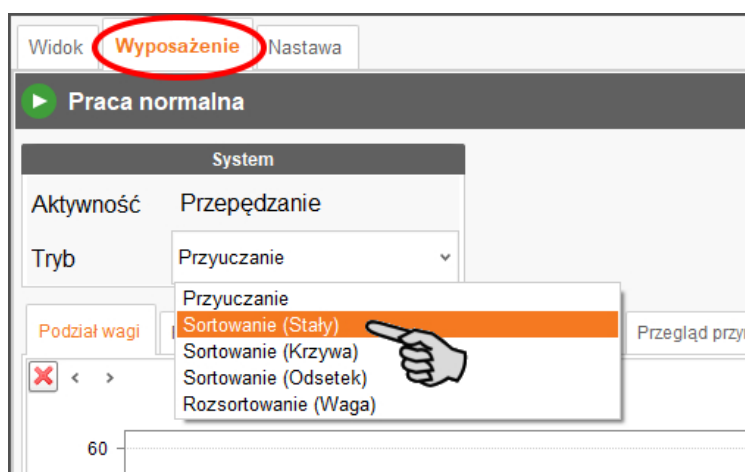 Widok Wyposażenie Nastawa
Praca normalna
System
Aktywność Przepędzanie
Tryb Przyuczanie
Przyuczanie
Sortowanie (Stały)
Sortowanie (Krzywa)
Sortowanie (Odsetek)
Rozsortowanie (Waga)
Podział wagi Przegląd
60